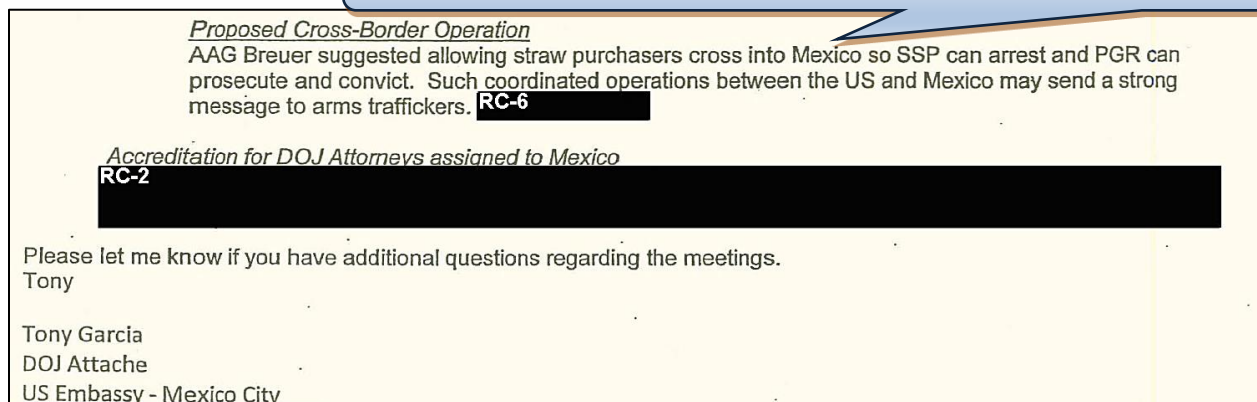 Proposed Cross-Border Operation
AAG Breuer suggested allowing straw purchasers cross into Mexico so SSP can arrest and PGR can
prosecute and convict. Such coordinated operations between the US and Mexico may send a strong
message to arms traffickers. RC-6
Accreditation for DOJ Attorneys assigned to Mexico
RC-2
Please let me know if you have additional questions regarding the meetings.
Tony
Tony Garcia
DOJ Attache
US Embassy - Mexico City